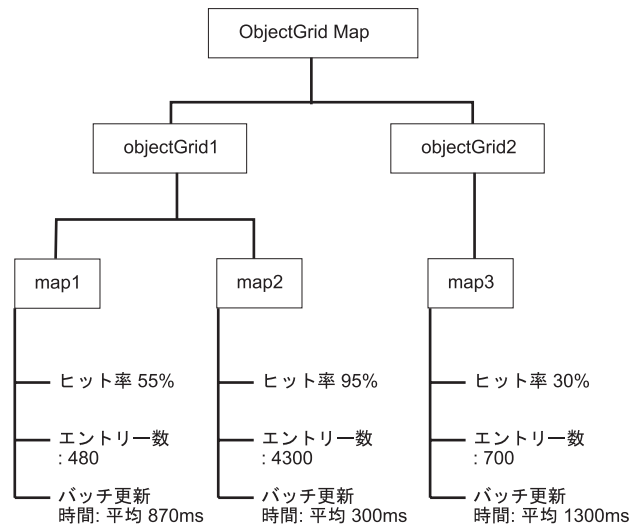 ObjectGrid Map
objectGrid1
objectGrid2
map1
map2
map3
ヒット率 55%
エントリー数
: 480
バッチ更新
時間: 平均 870ms
ヒット率 95%
エントリー数
: 4300
バッチ更新
時間: 平均 300ms
ヒット率 30%
エントリー数
: 700
バッチ更新
時間: 平均 1300ms